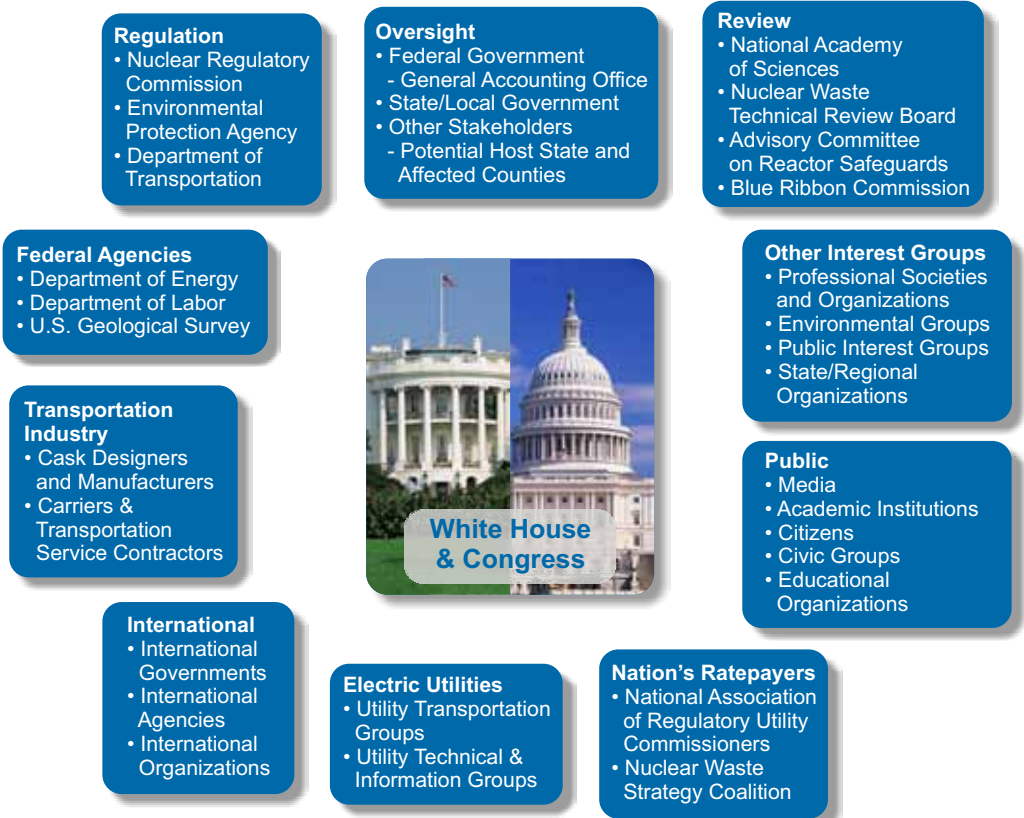 Regulation
• Nuclear Regulatory
Commission
• Environmental
Protection Agency
• Department of
Transportation
Oversight
• Federal Government
- General Accounting Office
• State/Local Government
• Other Stakeholders
- Potential Host State and
Affected Counties
Review
• National Academy
of Sciences
• Nuclear Waste
Technical Review Board
• Advisory Committee
on Reactor Safeguards
• Blue Ribbon Commission
Federal Agencies
• Department of Energy
• Department of Labor
• U.S. Geological Survey
Other Interest Groups
• Professional Societies
and Organizations
• Environmental Groups
• Public Interest Groups
• State/Regional
Organizations
Transportation
Industry
• Cask Designers
and Manufacturers
• Carriers &
Transportation
Service Contractors
White House
& Congress
Public
• Media
• Academic Institutions
• Citizens
• Civic Groups
• Educational
Organizations
International
• International
Governments
• International
Agencies
• International
Organizations
Electric Utilities
• Utility Transportation
Groups
• Utility Technical &
Information Groups
Nation's Ratepayers
• National Association
of Regulatory Utility
Commissioners
• Nuclear Waste
Strategy Coalition